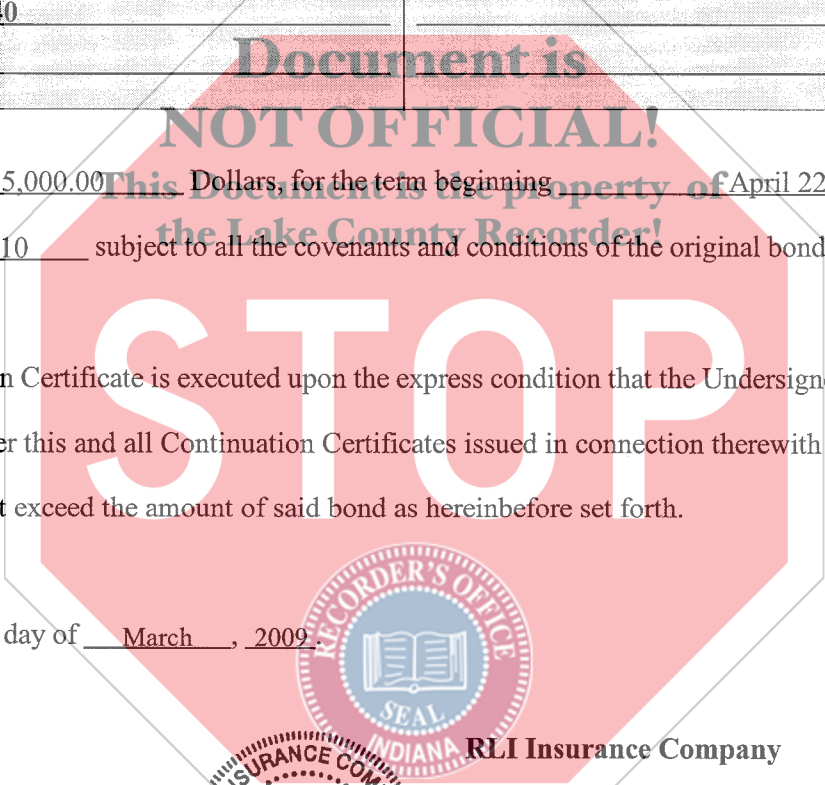 0
Document is
NOT OFFICIAL!
5,000.00 Dollars, for the term beginning April 22
This Document is the property of
the Lake County Recorder!
10 subject to all the covenants and conditions of the original bond
STOP
n Certificate is executed upon the express condition that the Undersign
er this and all Continuation Certificates issued in connection therewith
t exceed the amount of said bond as hereinbefore set forth.
RECORDER'S OFFICE
day of March, 2009.
SEAL
INDIANA
RLI Insurance Company
SURANCE COM